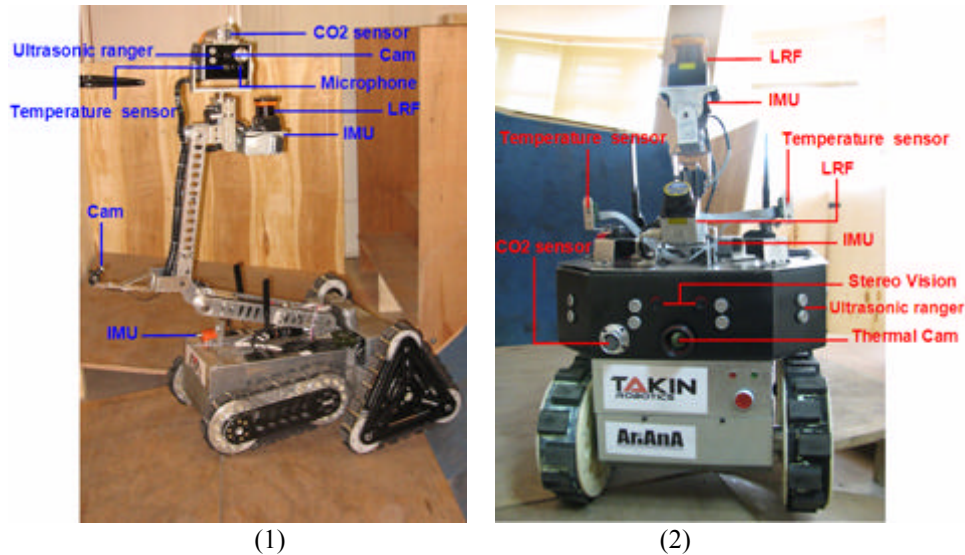 CO2 sensor
Ultrasonic ranger
Cam
Microphone
Temperature sensor
LRF
IMU
Cam
IMU
(1)
LRF
IMU
Temperature sensor
Temperature sensor
LRF
CO2 sensor
IMU
Stereo Vision
Ultrasonic ranger
Thermal Cam
TAKIN
ROBOTICS
AriAnA
(2)